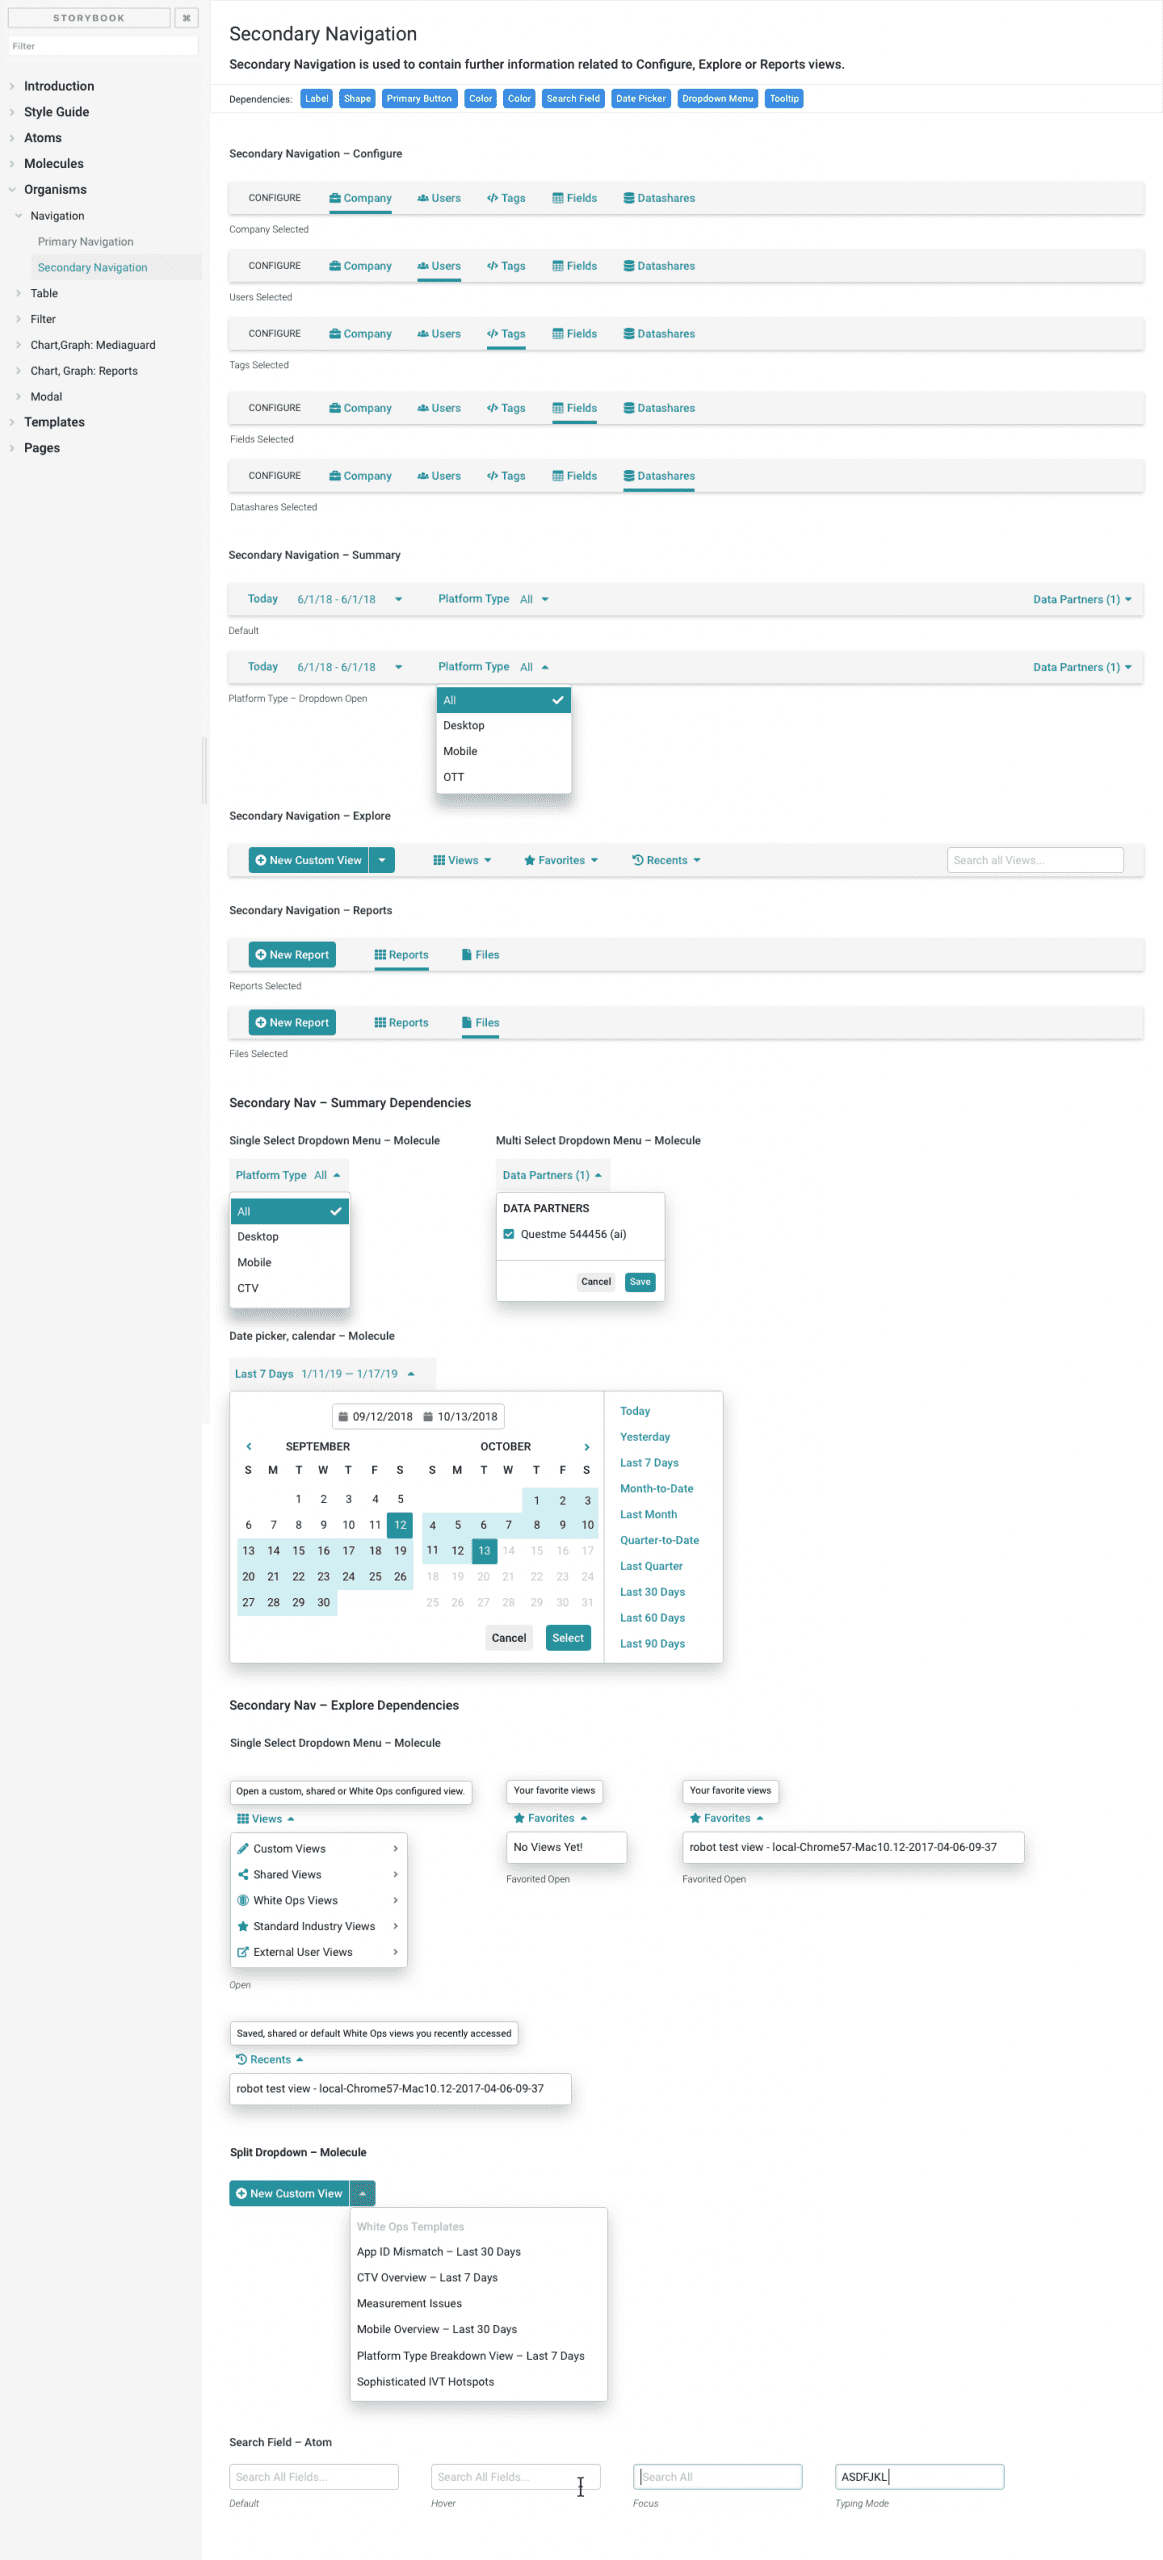 STORYBOOK ⌘
Filter
Introduction
Style Guide
Atoms
Molecules
Organisms
Navigation
Primary Navigation
Secondary Navigation
Table
Filter
Chart,Graph: Mediaguard
Chart, Graph: Reports
Modal
Templates
Pages
Secondary Navigation
Secondary Navigation is used to contain further information related to Configure, Explore or Reports views.
Dependencies: Label Shape Primary Button Color Color Search Field Date Picker Dropdown Menu Tooltip
Secondary Navigation – Configure
CONFIGURE Company Users Tags Fields Datashares
Company Selected
CONFIGURE Company Users Tags Fields Datashares
Users Selected
CONFIGURE Company Users Tags Fields Datashares
Tags Selected
CONFIGURE Company Users Tags Fields Datashares
Fields Selected
CONFIGURE Company Users Tags Fields Datashares
Datashares Selected
Secondary Navigation – Summary
Today 6/1/18 - 6/1/18 Platform Type All Data Partners (1)
Default
Today 6/1/18 - 6/1/18 Platform Type All Data Partners (1)
Platform Type – Dropdown Open
All
Desktop
Mobile
OTT
Secondary Navigation – Explore
New Custom View Views Favorites Recents Search all Views...
Secondary Navigation – Reports
New Report Reports Files
Reports Selected
New Report Reports Files
Files Selected
Secondary Nav – Summary Dependencies
Single Select Dropdown Menu – Molecule
Platform Type All
All
Desktop
Mobile
CTV
Multi Select Dropdown Menu – Molecule
Data Partners (1)
DATA PARTNERS
Questme 544456 (ai)
Cancel Save
Date picker, calendar – Molecule
Last 7 Days 1/11/19 — 1/17/19
09/12/2018 10/13/2018
SEPTEMBER OCTOBER
S M T W T F S S M T W T F S
1 2 3 4 5 1 2 3
6 7 8 9 10 11 12 4 5 6 7 8 9 10
13 14 15 16 17 18 19 11 12 13 14 15 16 17
20 21 22 23 24 25 26 18 19 20 21 22 23 24
27 28 29 30 25 26 27 28 29 30 31
Cancel Select
Today
Yesterday
Last 7 Days
Month-to-Date
Last Month
Quarter-to-Date
Last Quarter
Last 30 Days
Last 60 Days
Last 90 Days
Secondary Nav – Explore Dependencies
Single Select Dropdown Menu – Molecule
Open a custom, shared or White Ops configured view.
Views
Custom Views
Shared Views
White Ops Views
Standard Industry Views
External User Views
Open
Your favorite views
Favorites
No Views Yet!
Favorited Open
Your favorite views
Favorites
robot test view - local-Chrome57-Mac10.12-2017-04-06-09-37
Favorited Open
Saved, shared or default White Ops views you recently accessed
Recents
robot test view - local-Chrome57-Mac10.12-2017-04-06-09-37
Split Dropdown – Molecule
New Custom View
White Ops Templates
App ID Mismatch – Last 30 Days
CTV Overview – Last 7 Days
Measurement Issues
Mobile Overview – Last 30 Days
Platform Type Breakdown View – Last 7 Days
Sophisticated IVT Hotspots
Search Field – Atom
Search All Fields... Search All Fields... Search All ASDFJKL
Default Hover Focus Typing Mode